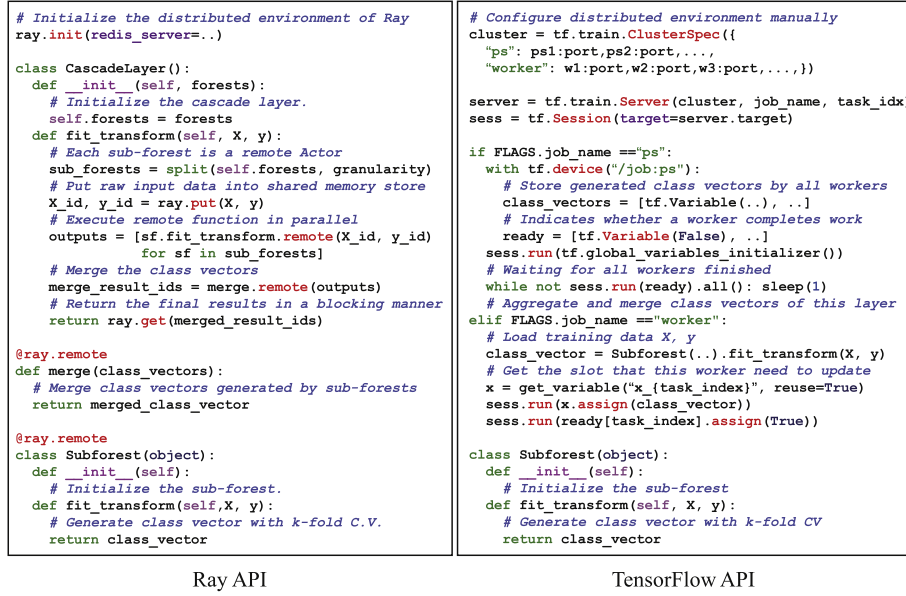 # Initialize the distributed environment of Ray
ray.init(redis_server=..)

class CascadeLayer():
  def __init__(self, forests):
    # Initialize the cascade layer.
    self.forests = forests
  def fit_transform(self, X, y):
    # Each sub-forest is a remote Actor
    sub_forests = split(self.forests, granularity)
    # Put raw input data into shared memory store
    X_id, y_id = ray.put(X, y)
    # Execute remote function in parallel
    outputs = [sf.fit_transform.remote(X_id, y_id)
               for sf in sub_forests]
    # Merge the class vectors
    merge_result_ids = merge.remote(outputs)
    # Return the final results in a blocking manner
    return ray.get(merged_result_ids)

@ray.remote
def merge(class_vectors):
  # Merge class vectors generated by sub-forests
  return merged_class_vector

@ray.remote
class Subforest(object):
  def __init__(self):
    # Initialize the sub-forest.
  def fit_transform(self,X, y):
    # Generate class vector with k-fold C.V.
    return class_vector

Ray API

# Configure distributed environment manually
cluster = tf.train.ClusterSpec({
  “ps": ps1:port,ps2:port,...,
  “worker": w1:port,w2:port,w3:port,...,})

server = tf.train.Server(cluster, job_name, task_idx)
sess = tf.Session(target=server.target)

if FLAGS.job_name ==“ps":
  with tf.device(“/job:ps"):
    # Store generated class vectors by all workers
    class_vectors = [tf.Variable(..), ..]
    # Indicates whether a worker completes work
    ready = [tf.Variable(False), ..]
  sess.run(tf.global_variables_initializer())
  # Waiting for all workers finished
  while not sess.run(ready).all(): sleep(1)
  # Aggregate and merge class vectors of this layer
elif FLAGS.job_name =="worker":
  # Load training data X, y
  class_vector = Subforest(..).fit_transform(X, y)
  # Get the slot that this worker need to update
  x = get_variable(“x_{task_index}", reuse=True)
  sess.run(x.assign(class_vector))
  sess.run(ready[task_index].assign(True))

class Subforest(object):
  def __init__(self):
    # Initialize the sub-forest
  def fit_transform(self, X, y):
    # Generate class vector with k-fold CV
    return class_vector

TensorFlow API